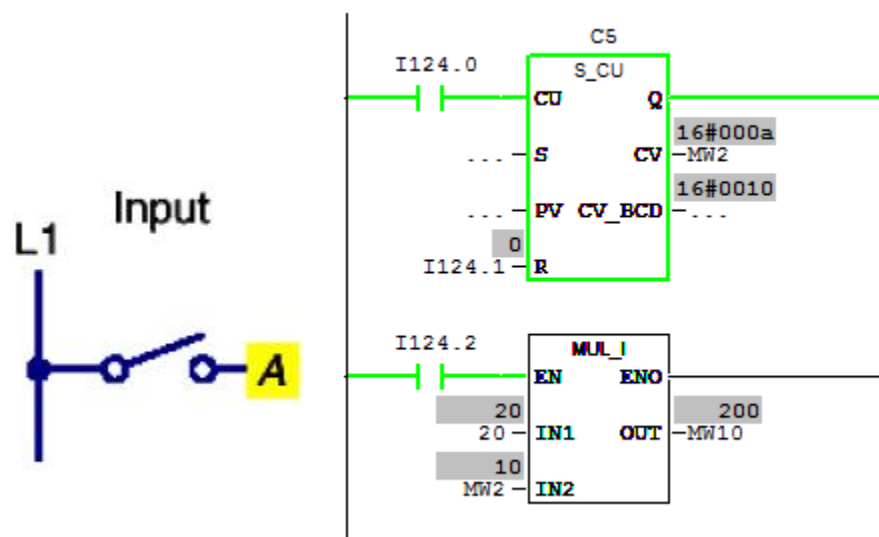 Input
L1
A
C5
I124.0
S_CU
CU Q
16#000a
... S CV MW2
16#0010
... PV CV_BCD ...
0
I124.1 R
I124.2
MUL_I
EN ENO
20 200
20 IN1 OUT MW10
10
MW2 IN2